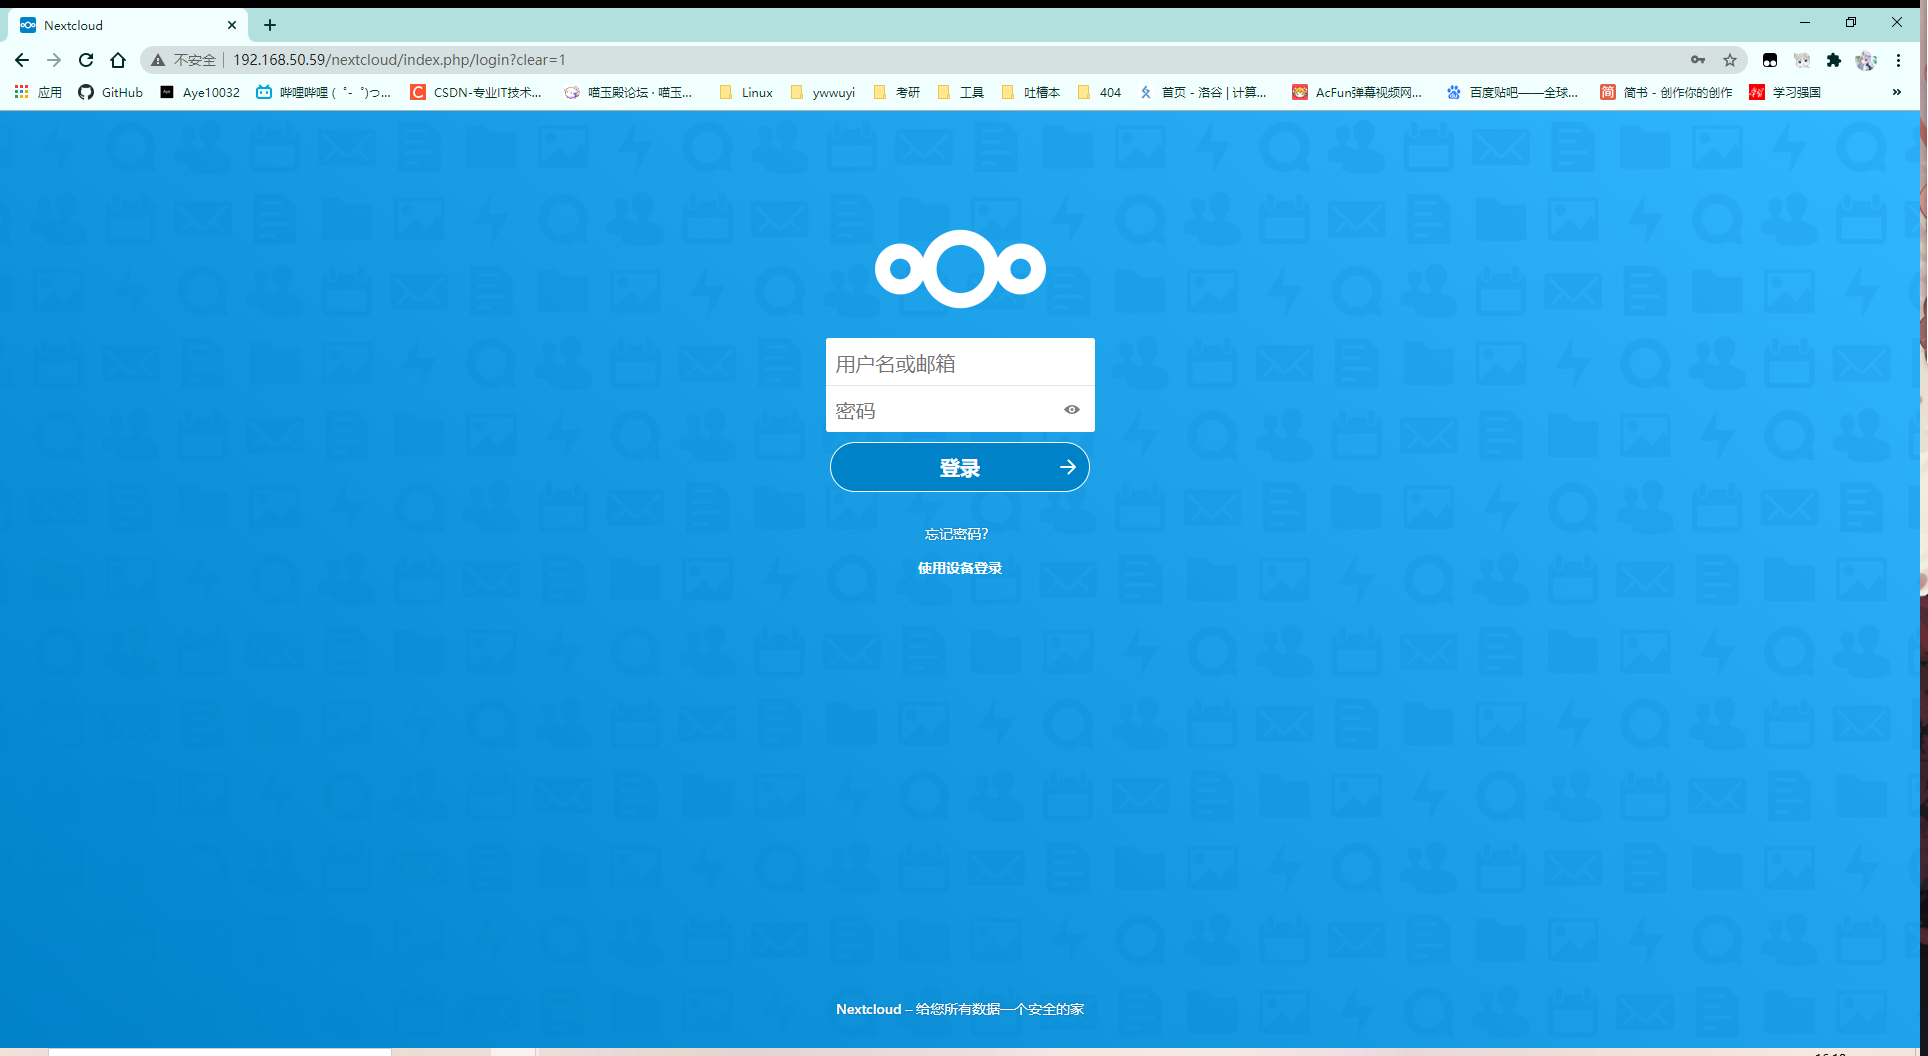 Nextcloud
不安全 192.168.50.59/nextcloud/index.php/login?clear=1
应用 GitHub Aye10032 哔哩哔哩 ( ゜- ゜)つ... CSDN-专业IT技术... 喵玉殿论坛 · 喵玉... Linux ywwuyi 考研 工具 吐槽本 404 首页 - 洛谷 | 计算... AcFun弹幕视频网... 百度贴吧——全球... 简书 - 创作你的创作 学习强国 »
用户名或邮箱
密码
登录
忘记密码?
使用设备登录
Nextcloud – 给您所有数据一个安全的家